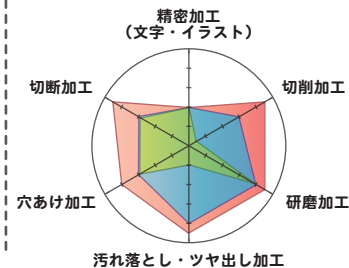 精密加工
（文字・イラスト）
切断加工
切削加工
穴あけ加工
研磨加工
汚れ落とし・ツヤ出し加工